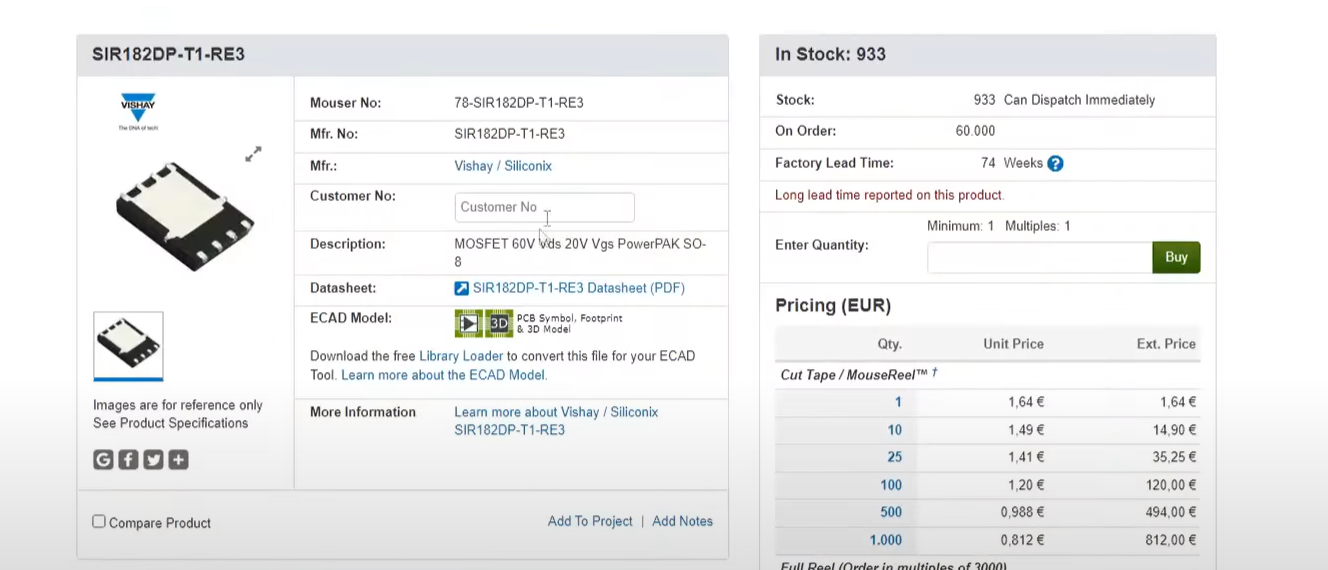 SIR182DP-T1-RE3
VISHAY
The DNA of tech
Mouser No: 78-SIR182DP-T1-RE3
Mfr. No: SIR182DP-T1-RE3
Mfr.: Vishay / Siliconix
Customer No: Customer No
Description: MOSFET 60V Vds 20V Vgs PowerPAK SO-
8
Datasheet: SIR182DP-T1-RE3 Datasheet (PDF)
ECAD Model: 3D PCB Symbol, Footprint
& 3D Model
Download the free Library Loader to convert this file for your ECAD
Tool. Learn more about the ECAD Model.
More Information Learn more about Vishay / Siliconix
SIR182DP-T1-RE3
Images are for reference only
See Product Specifications
G f +
Compare Product
Add To Project | Add Notes
In Stock: 933
Stock: 933 Can Dispatch Immediately
On Order: 60.000
Factory Lead Time: 74 Weeks ?
Long lead time reported on this product.
Minimum: 1 Multiples: 1
Enter Quantity: Buy
Pricing (EUR)
Qty. Unit Price Ext. Price
Cut Tape / MouseReel™ †
1 1,64 € 1,64 €
10 1,49 € 14,90 €
25 1,41 € 35,25 €
100 1,20 € 120,00 €
500 0,988 € 494,00 €
1.000 0,812 € 812,00 €
Full Reel (Order in multiples of 3000)